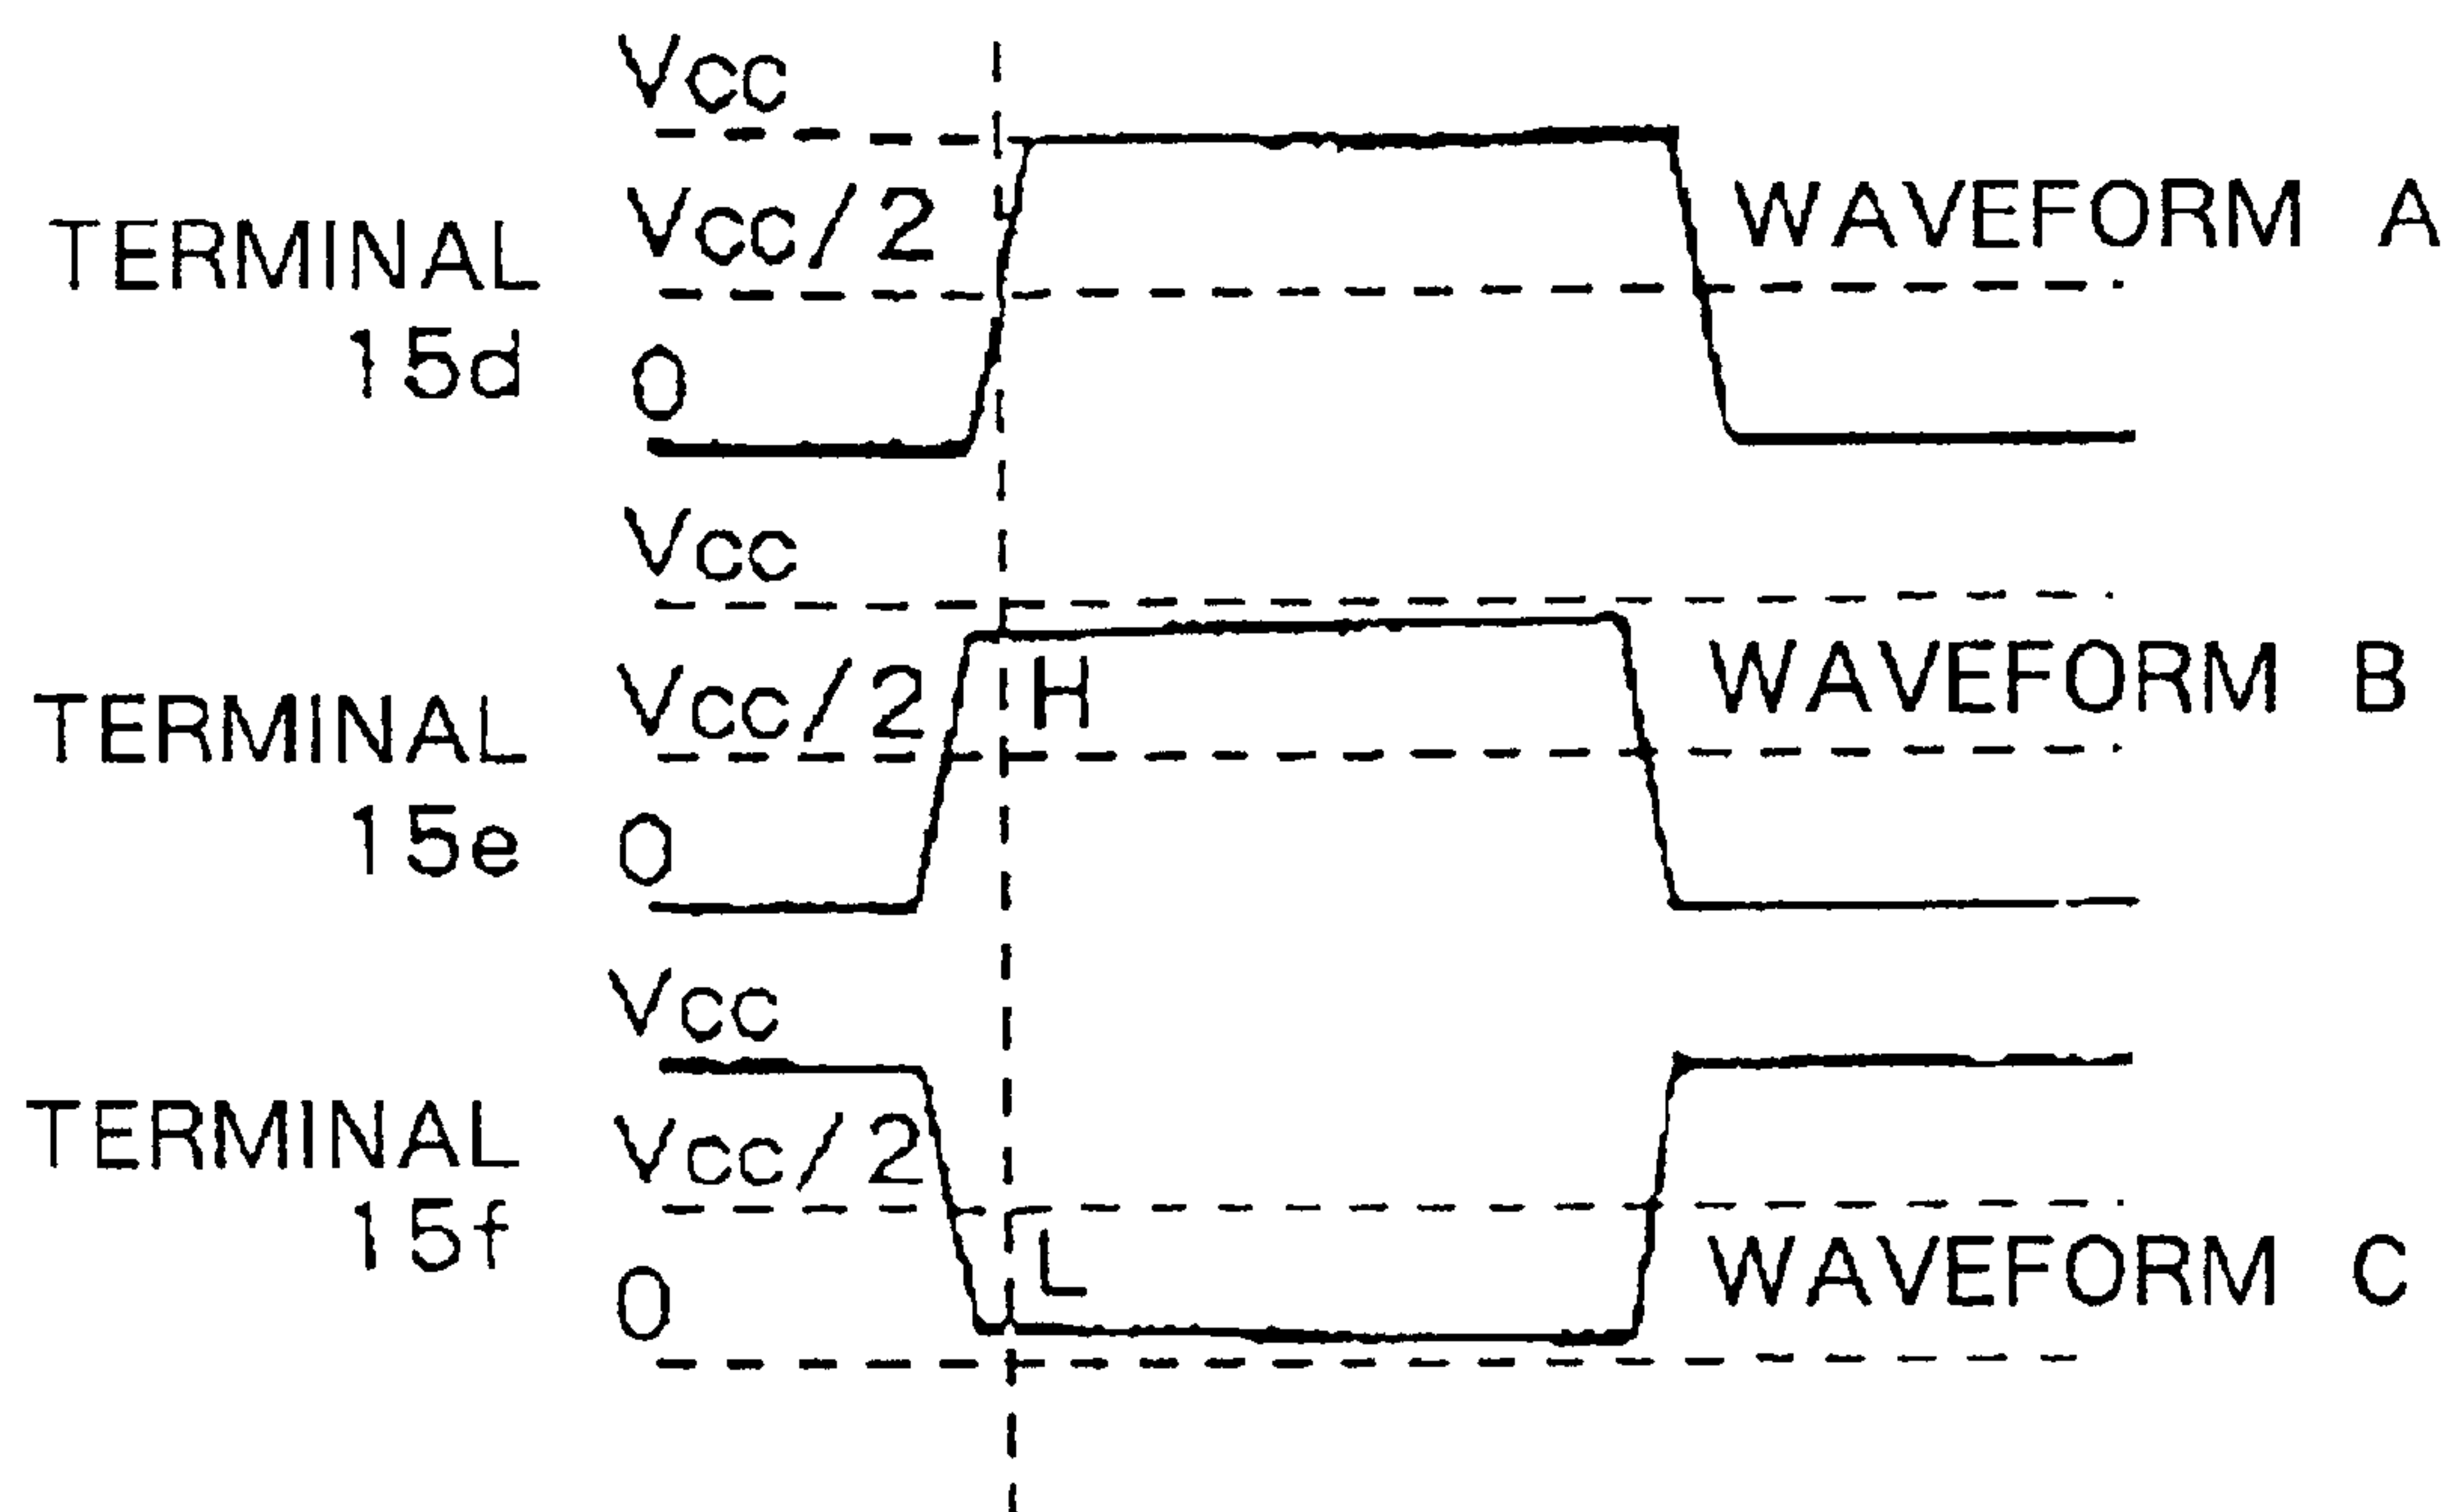 Vcc
Vcc/2
TERMINAL
15d
0
WAVEFORM A
Vcc
Vcc/2
H
TERMINAL
15e
0
WAVEFORM B
Vcc
Vcc/2
TERMINAL
15f
0
L
WAVEFORM C